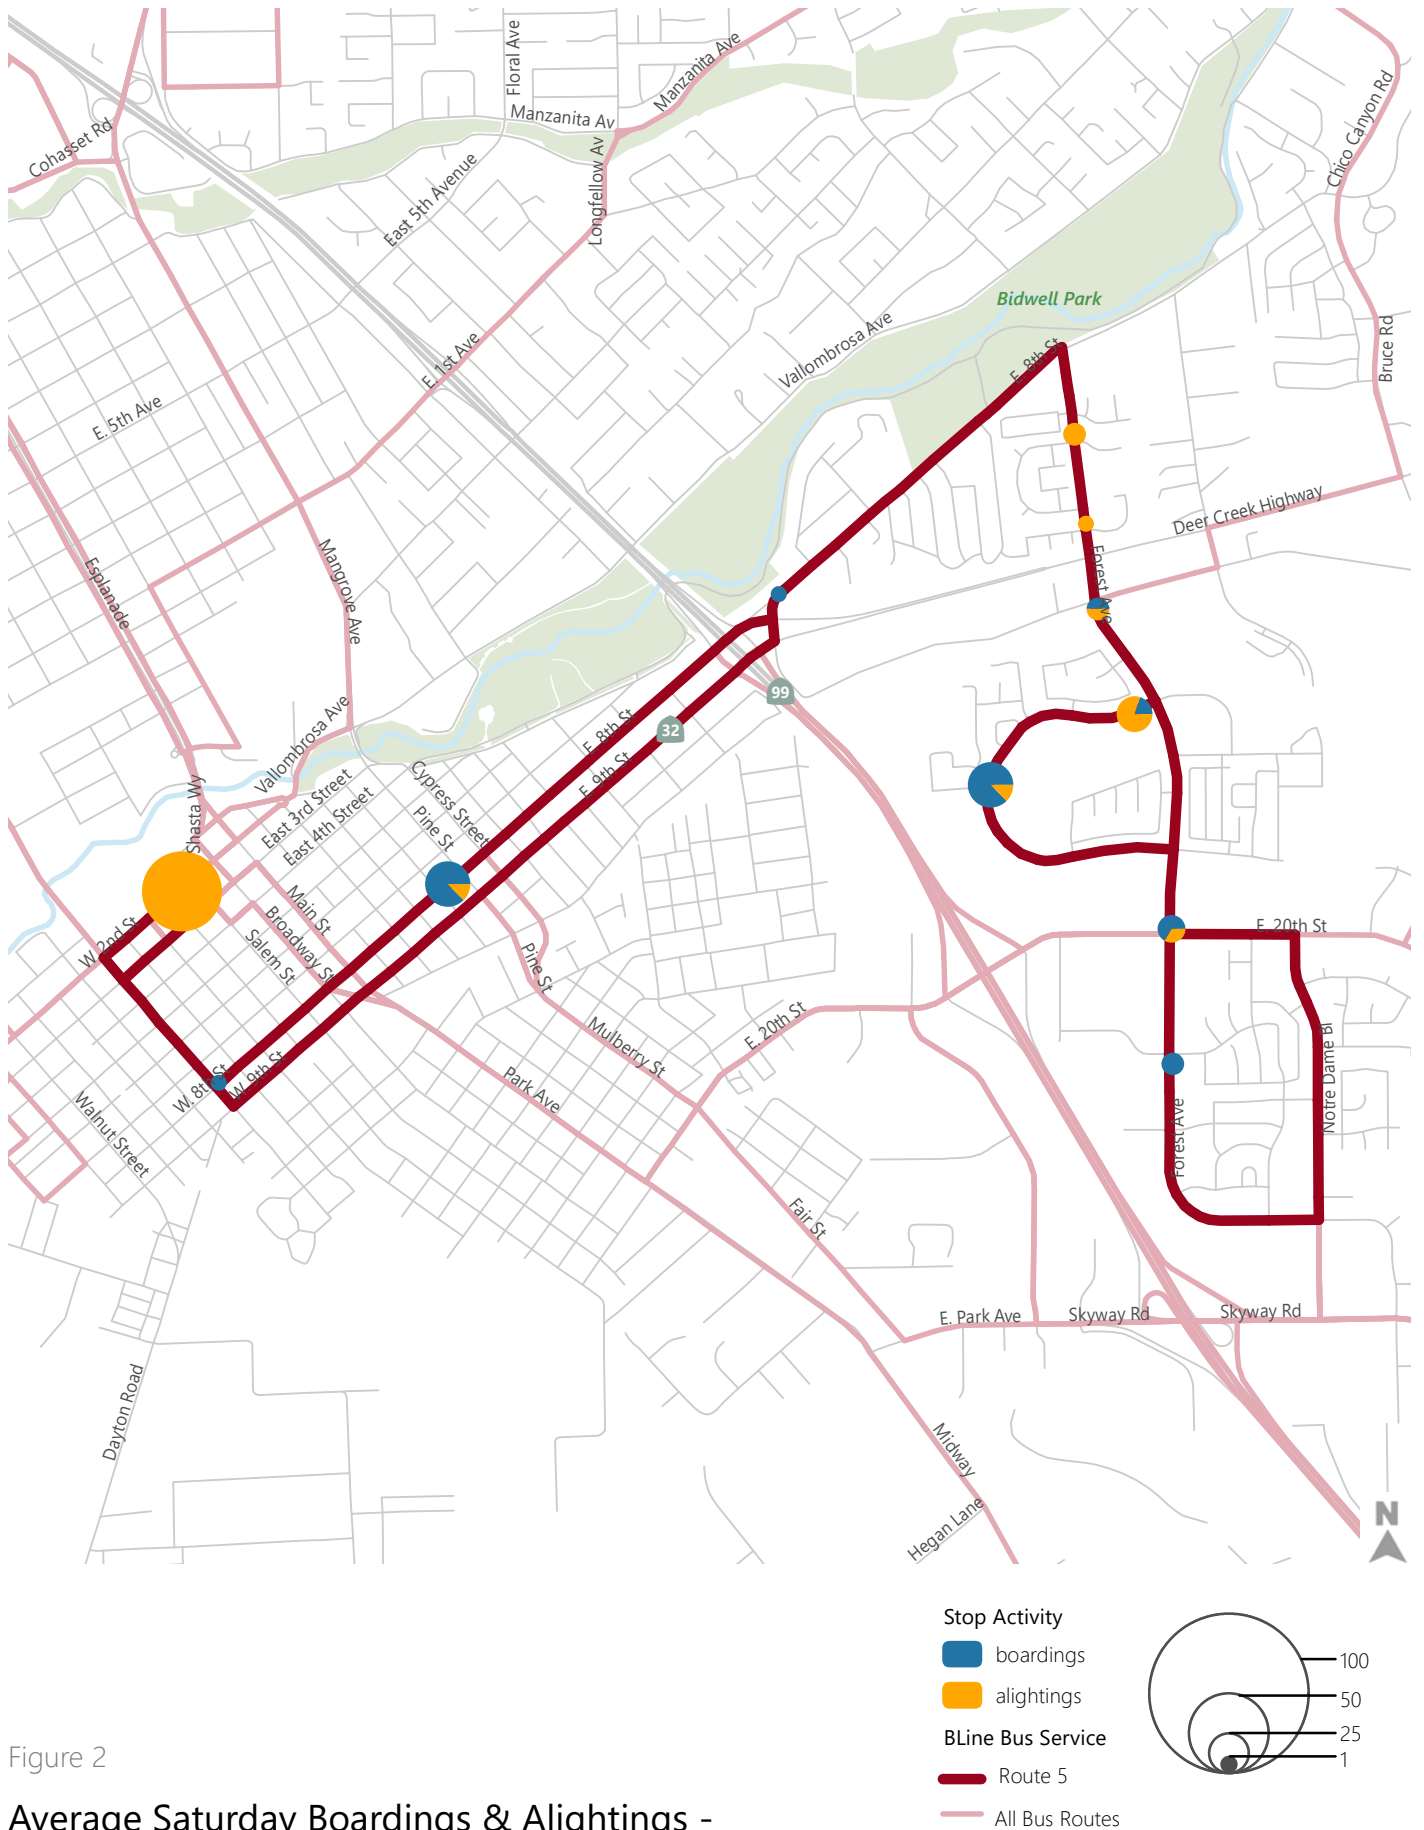 Floral Ave
Manzanita Ave
Manzanita Av
Cohasset Rd
Longfellow Av
East 5th Avenue
Chico Canyon Rd
Bidwell Park
Vallombrosa Ave
E. 8th St
Bruce Rd
E. 1st Ave
E. 5th Ave
Deer Creek Highway
Forest Ave
Esplanade
Mangrove Ave
99
32
E. 8th St
E. 9th St
Vallombrosa Ave
Shasta Wy
East 3rd Street
East 4th Street
Cypress Street
Pine St
Main St
Broadway St
Salem St
W. 2nd St
Pine St
E. 20th St
E. 20th St
Mulberry St
Notre Dame Bl
W. 8th St
W. 9th St
Park Ave
Walnut Street
Forest Ave
Fair St
E. Park Ave
Skyway Rd
Skyway Rd
Dayton Road
Midway
Hegan Lane
N
Stop Activity
boardings
alightings
100
50
25
1
BLine Bus Service
Route 5
All Bus Routes
Figure 2
Average Saturday Boardings & Alightings -